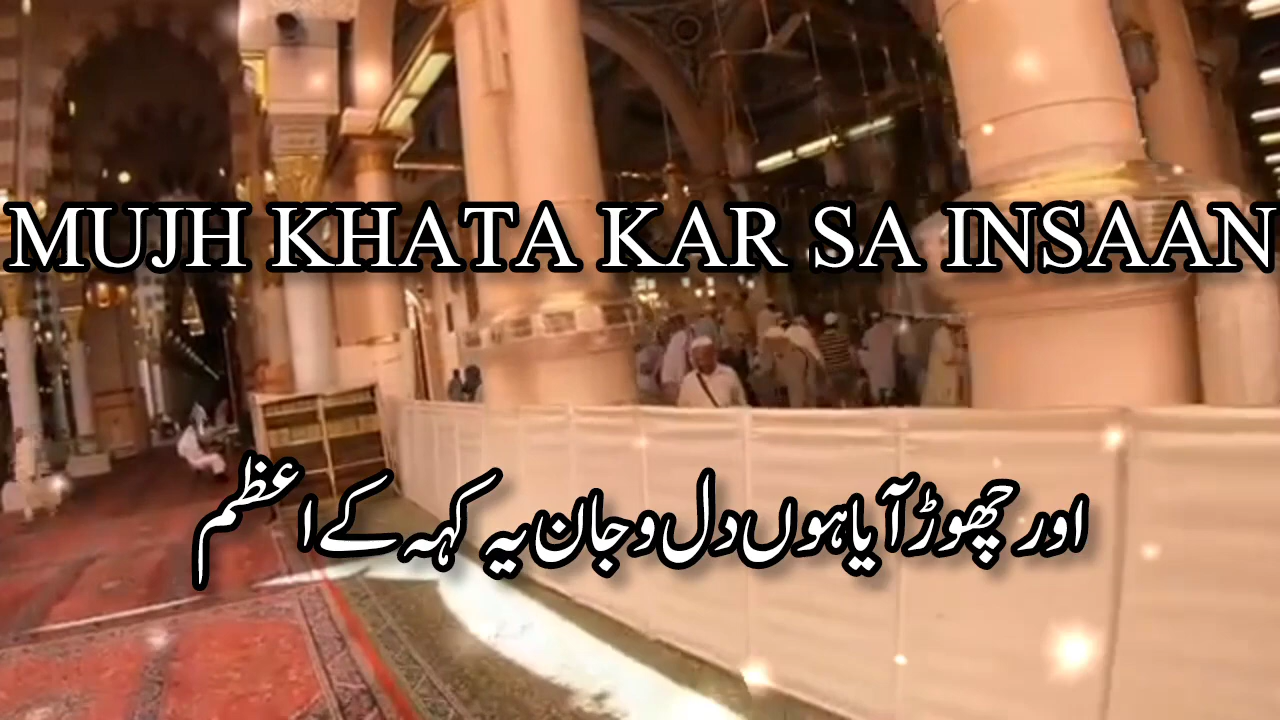 MUJH KHATA KAR SA INSAAN
اور چھوڑ آیا ہوں دل و جان یہ کہہ کے اعظم